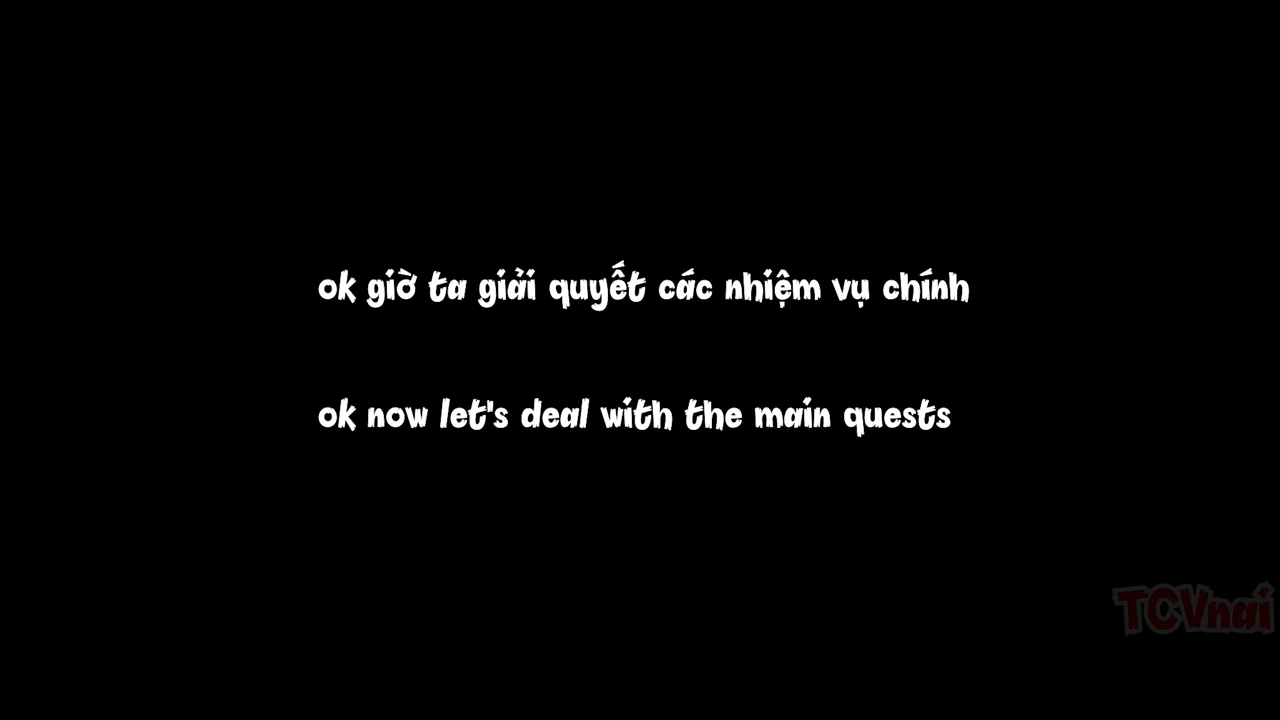 ok giờ ta giải quyết các nhiệm vụ chính
ok now let's deal with the main quests
TCVnai